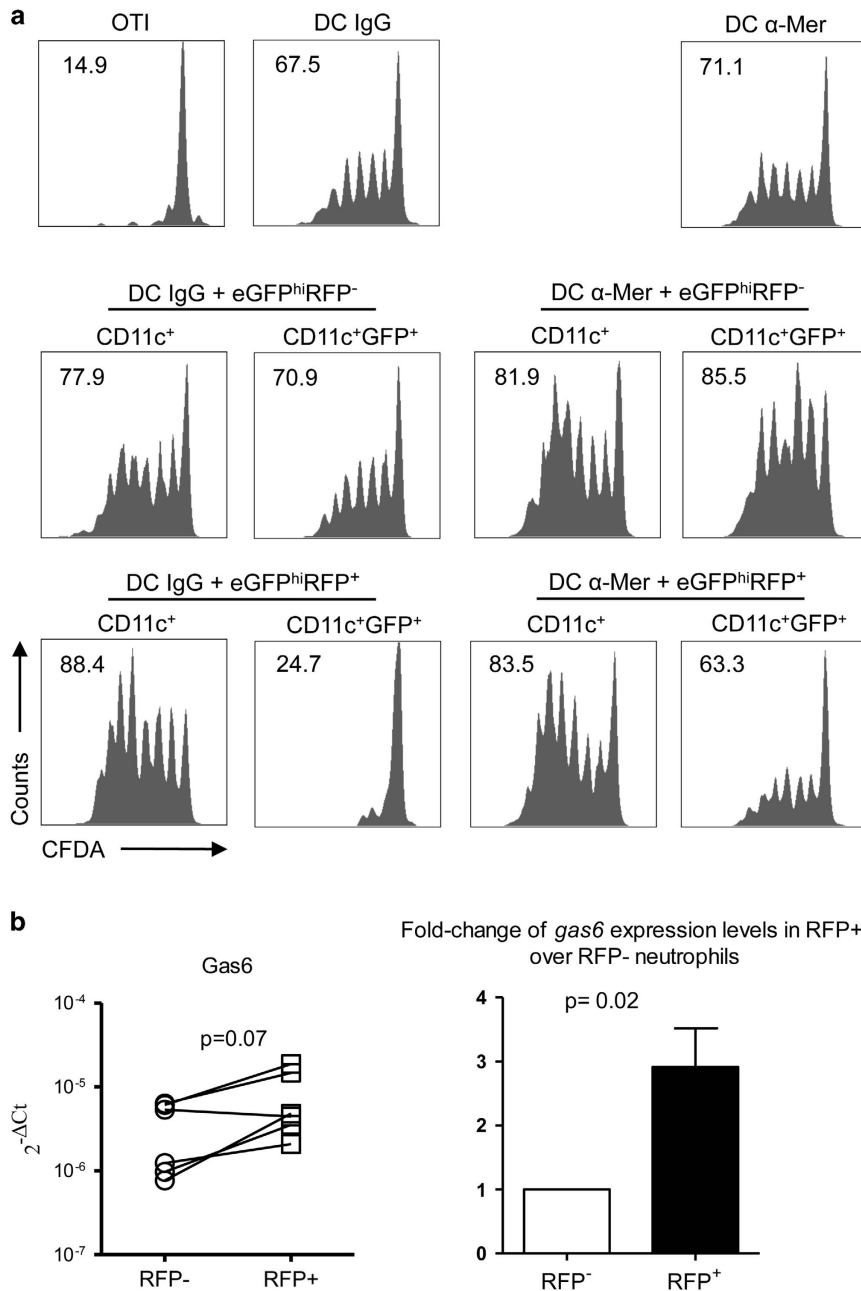 a
OTI
DC IgG
DC α-Mer
14.9
67.5
71.1
DC IgG + eGFPhiRFP-
DC α-Mer + eGFPhiRFP-
CD11c+
CD11c+GFP+
CD11c+
CD11c+GFP+
77.9
70.9
81.9
85.5
DC IgG + eGFPhiRFP+
DC α-Mer + eGFPhiRFP+
CD11c+
CD11c+GFP+
CD11c+
CD11c+GFP+
88.4
24.7
83.5
63.3
Counts
CFDA
b
Gas6
p=0.07
2-ΔCt
10-4
10-5
10-6
10-7
RFP-
RFP+
Fold-change of gas6 expression levels in RFP+
over RFP- neutrophils
p= 0.02
4
3
2
1
0
RFP-
RFP+